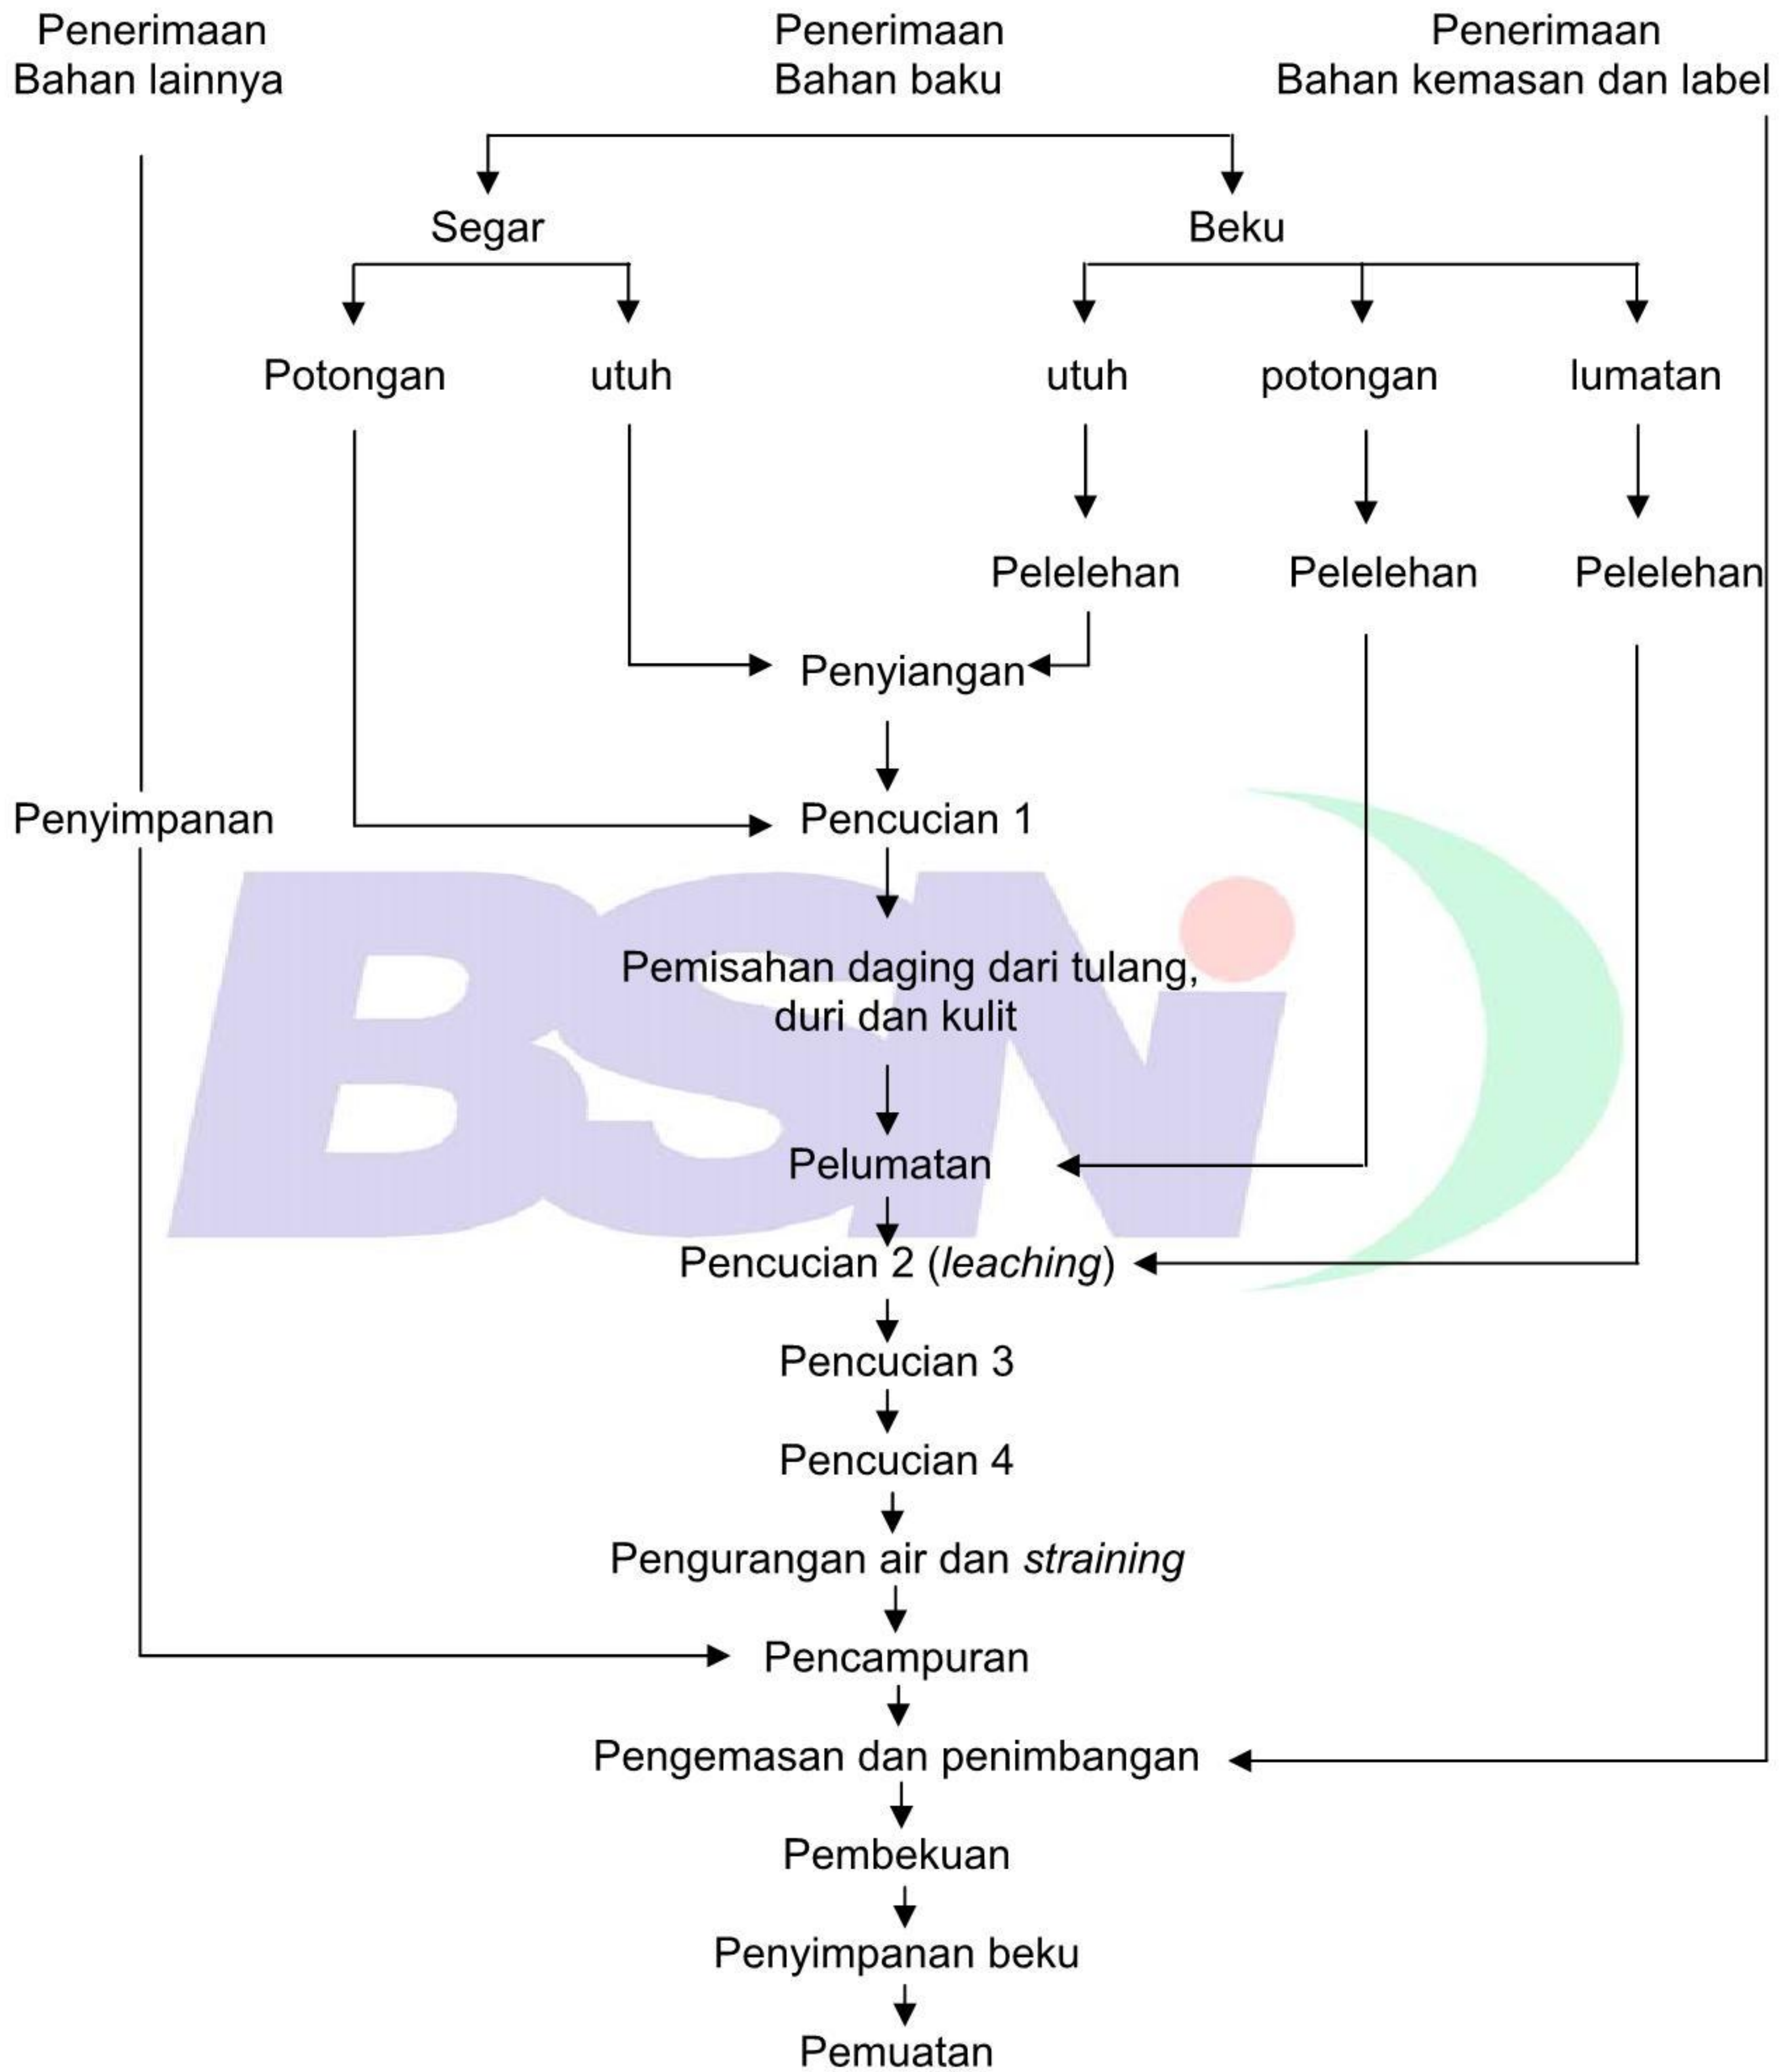 Penerimaan
Bahan lainnya
Penerimaan
Bahan baku
Penerimaan
Bahan kemasan dan label
Segar
Beku
Potongan
utuh
utuh
potongan
lumatan
Pelelehan
Pelelehan
Pelelehan
Penyiangan
Penyimpanan
Pencucian 1
Pemisahan daging dari tulang,
duri dan kulit
Pelumatan
Pencucian 2 (leaching)
Pencucian 3
Pencucian 4
Pengurangan air dan straining
Pencampuran
Pengemasan dan penimbangan
Pembekuan
Penyimpanan beku
Pemuatan
BSNi